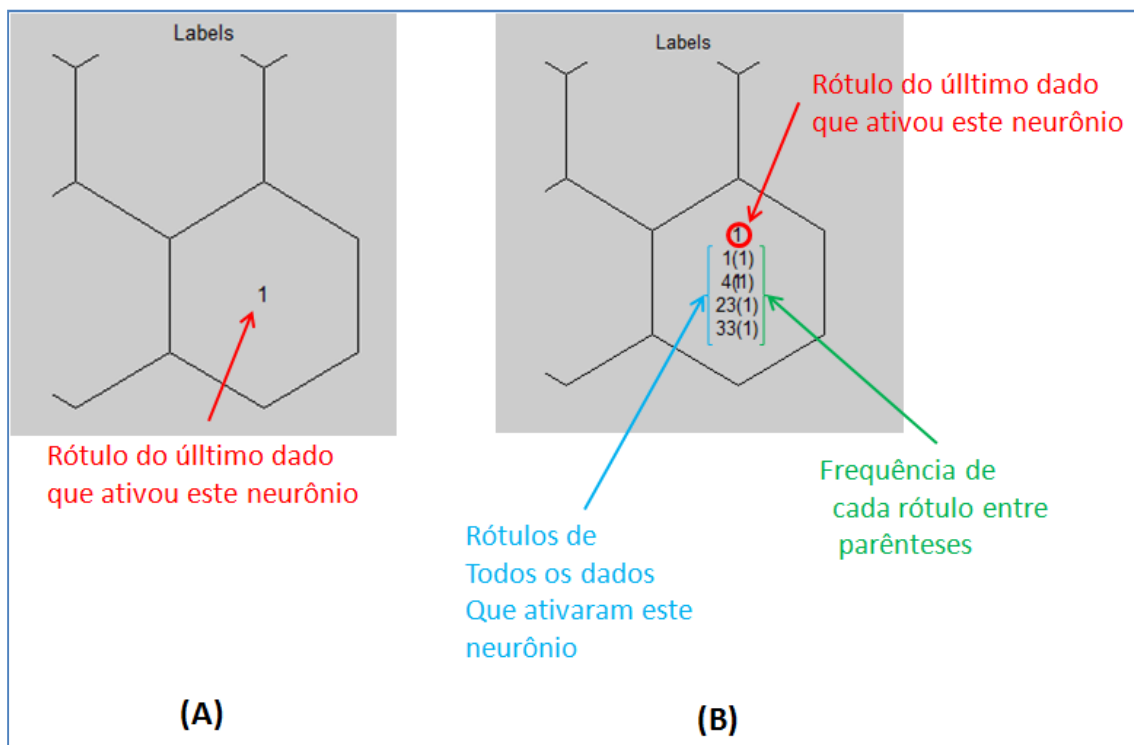 Labels
1
Rótulo do úlltimo dado
que ativou este neurônio
(A)
Labels
Rótulo do úlltimo dado
que ativou este neurônio
1
1(1)
23(1)
33(1)
Rótulos de
Todos os dados
Que ativaram este
neurônio
Frequência de
cada rótulo entre
parênteses
(B)